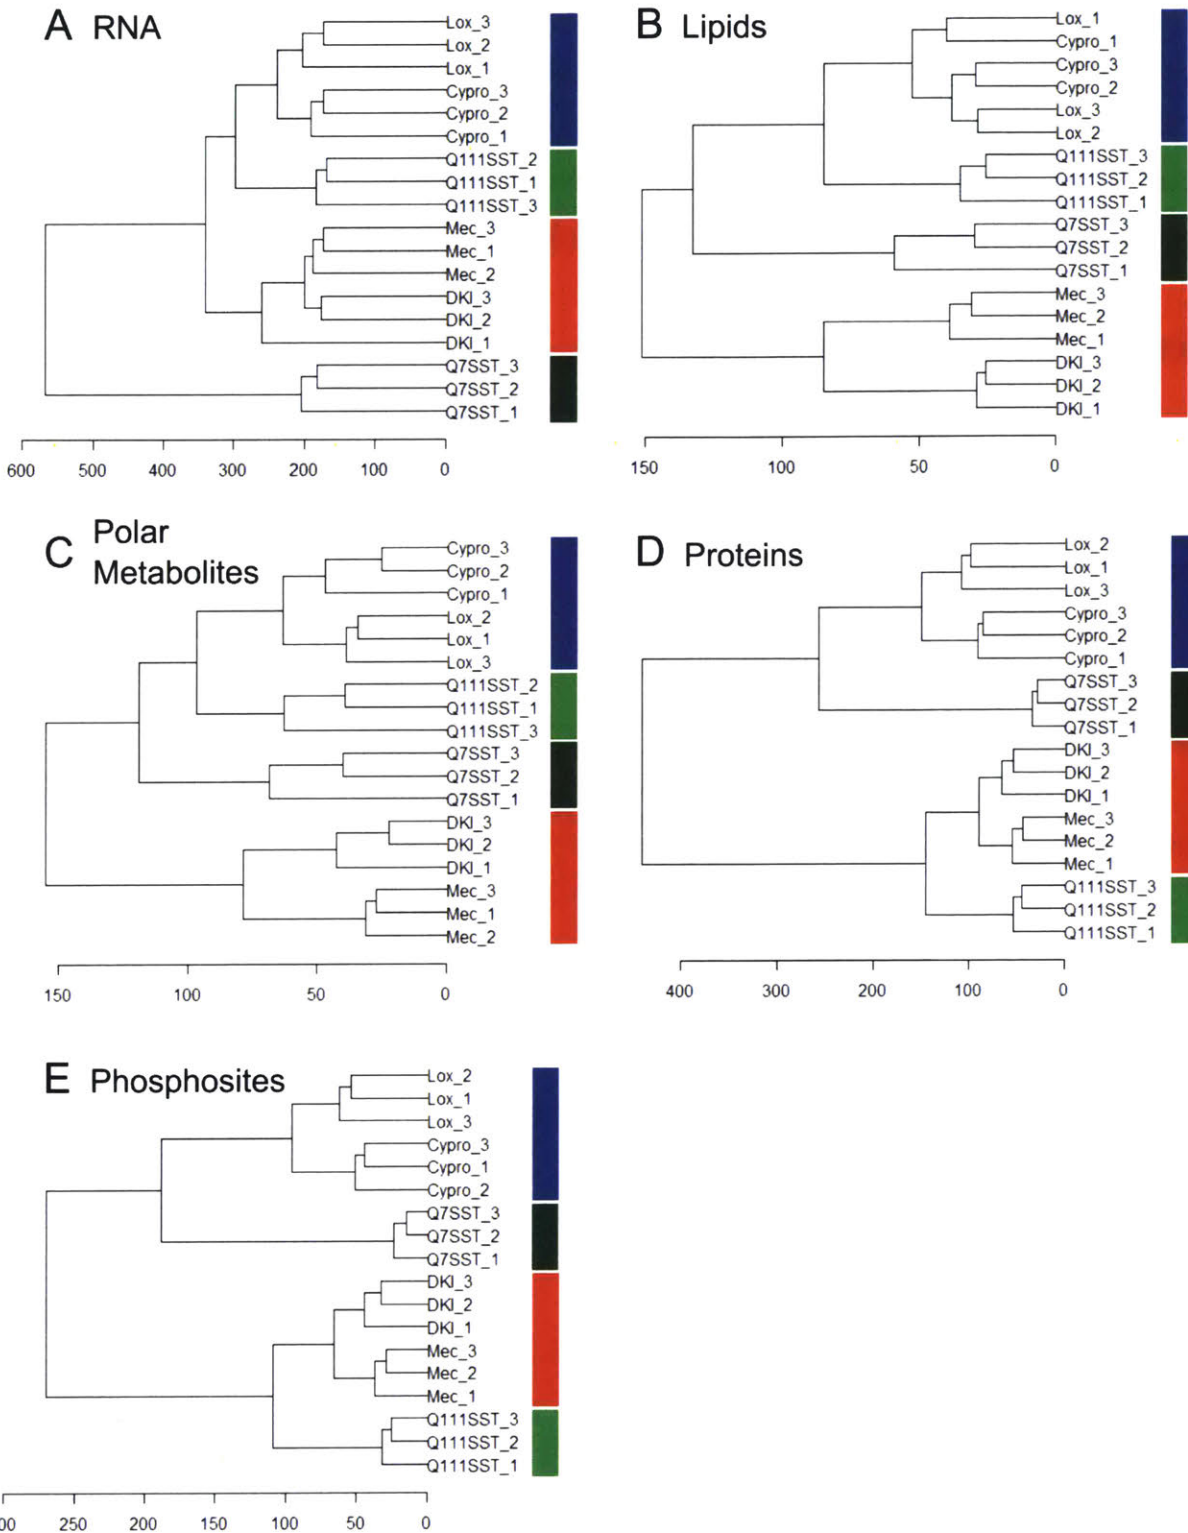 A RNA
Lox_3
Lox_2
Lox_1
Cypro_3
Cypro_2
Cypro_1
Q111SST_2
Q111SST_1
Q111SST_3
Mec_3
Mec_1
Mec_2
DKI_3
DKI_2
DKI_1
Q7SST_3
Q7SST_2
Q7SST_1
600 500 400 300 200 100 0
B Lipids
Lox_1
Cypro_1
Cypro_3
Cypro_2
Lox_3
Lox_2
Q111SST_3
Q111SST_2
Q111SST_1
Q7SST_3
Q7SST_2
Q7SST_1
Mec_3
Mec_2
Mec_1
DKI_3
DKI_2
DKI_1
150 100 50 0
C Polar
Metabolites
Cypro_3
Cypro_2
Cypro_1
Lox_2
Lox_1
Lox_3
Q111SST_2
Q111SST_1
Q111SST_3
Q7SST_3
Q7SST_2
Q7SST_1
DKI_3
DKI_2
DKI_1
Mec_3
Mec_1
Mec_2
150 100 50 0
D Proteins
Lox_2
Lox_1
Lox_3
Cypro_3
Cypro_2
Cypro_1
Q7SST_3
Q7SST_2
Q7SST_1
DKI_3
DKI_2
DKI_1
Mec_3
Mec_2
Mec_1
Q111SST_3
Q111SST_2
Q111SST_1
400 300 200 100 0
E Phosphosites
Lox_2
Lox_1
Lox_3
Cypro_3
Cypro_1
Cypro_2
Q7SST_3
Q7SST_2
Q7SST_1
DKI_3
DKI_2
DKI_1
Mec_3
Mec_2
Mec_1
Q111SST_3
Q111SST_2
Q111SST_1
250 200 150 100 50 0